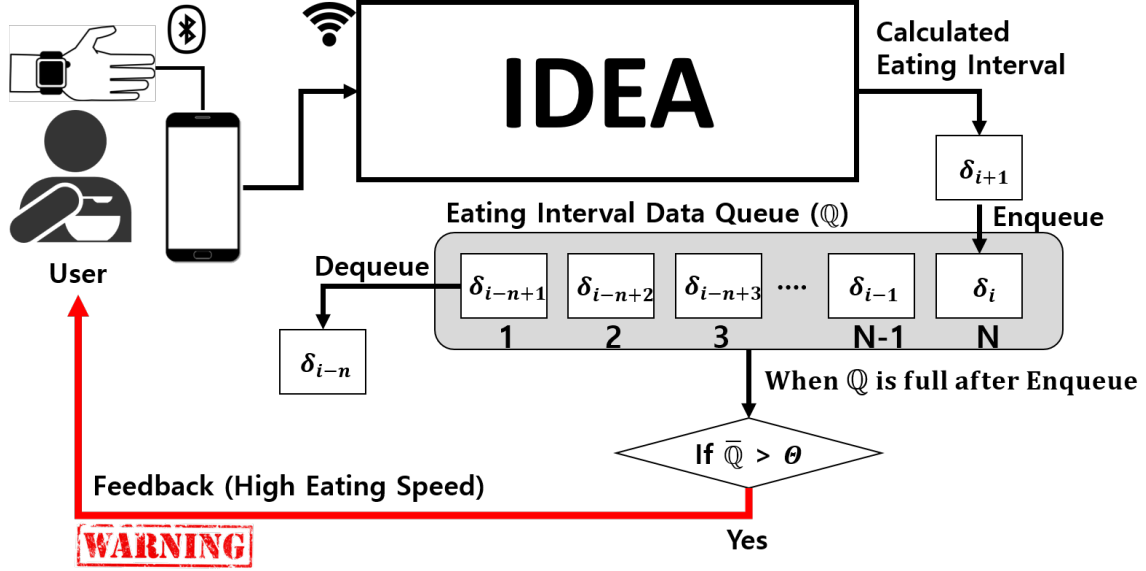 IDEA
Calculated
Eating Interval
δᵢ₊₁
Enqueue
Eating Interval Data Queue (ℚ)
User
Dequeue
δᵢ₋ₙ₊₁ δᵢ₋ₙ₊₂ δᵢ₋ₙ₊₃ .... δᵢ₋₁ δᵢ
1 2 3 N-1 N
δᵢ₋ₙ
When ℚ is full after Enqueue
If ℚ̅ > Θ
Feedback (High Eating Speed)
Yes
WARNING